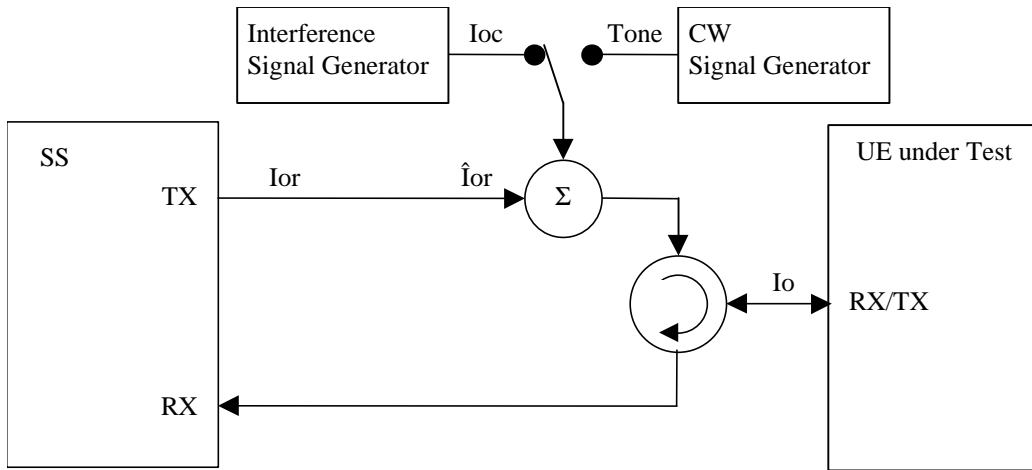 Interference
Signal Generator
Ioc
Tone
CW
Signal Generator
SS
UE under Test
TX
Ior
Îor
Σ
Io
RX/TX
RX